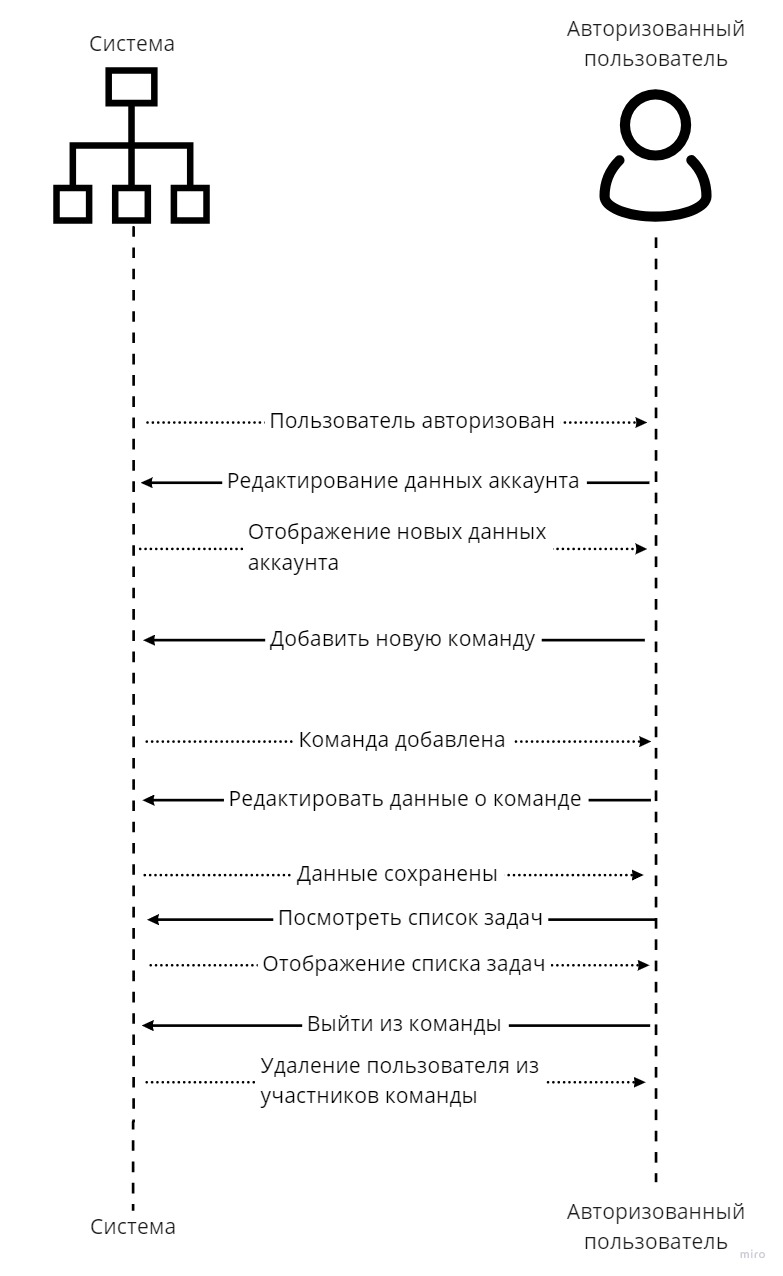 Система
Авторизованный
пользователь
Пользователь авторизован
Редактирование данных аккаунта
Отображение новых данных
аккаунта
Добавить новую команду
Команда добавлена
Редактировать данные о команде
Данные сохранены
Посмотреть список задач
Отображение списка задач
Выйти из команды
Удаление пользователя из
участников команды
Система
Авторизованный
пользователь
miro